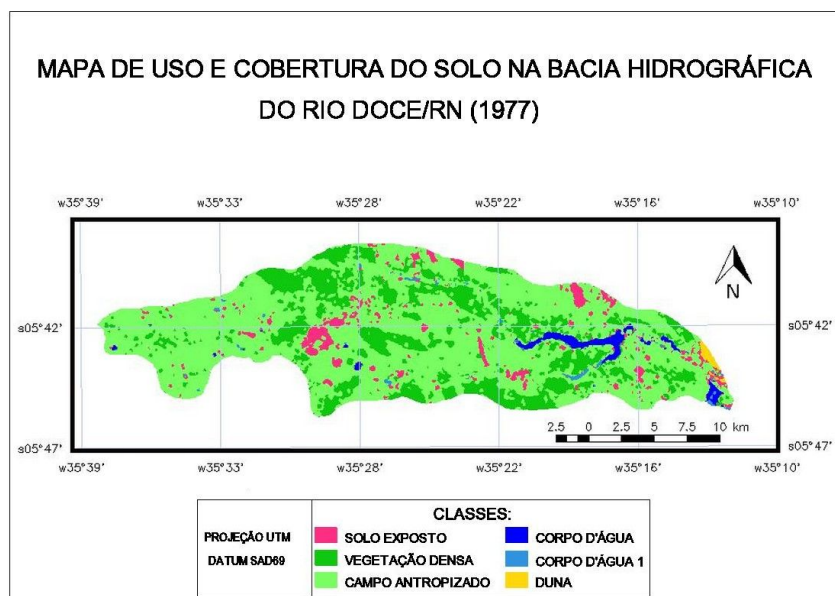 MAPA DE USO E COBERTURA DO SOLO NA BACIA HIDROGRÁFICA
DO RIO DOCE/RN (1977)
w35°39' w35°33' w35°28' w35°22' w35°16' w35°10'
N
s05°42' s05°42'
2.5 0 2.5 5 7.5 10 km
s05°47' s05°47'
w35°39' w35°33' w35°28' w35°22' w35°16' w35°10'
CLASSES:
PROJEÇÃO UTM SOLO EXPOSTO CORPO D'ÁGUA
DATUM SAD69 VEGETAÇÃO DENSA CORPO D'ÁGUA 1
CAMPO ANTROPIZADO DUNA